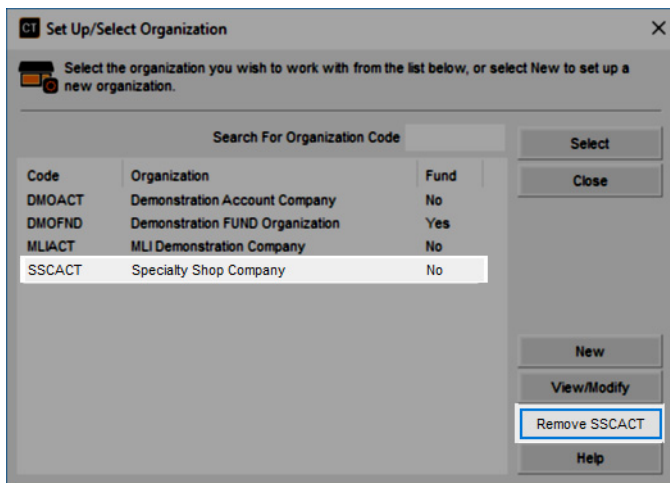 CT Set Up/Select Organization
Select the organization you wish to work with from the list below, or select New to set up a
new organization.
Search For Organization Code
Select
Code Organization Fund
Close
DMOACT Demonstration Account Company No
DMOFND Demonstration FUND Organization Yes
MLIACT MLI Demonstration Company No
SSCACT Specialty Shop Company No
New
View/Modify
Remove SSCACT
Help